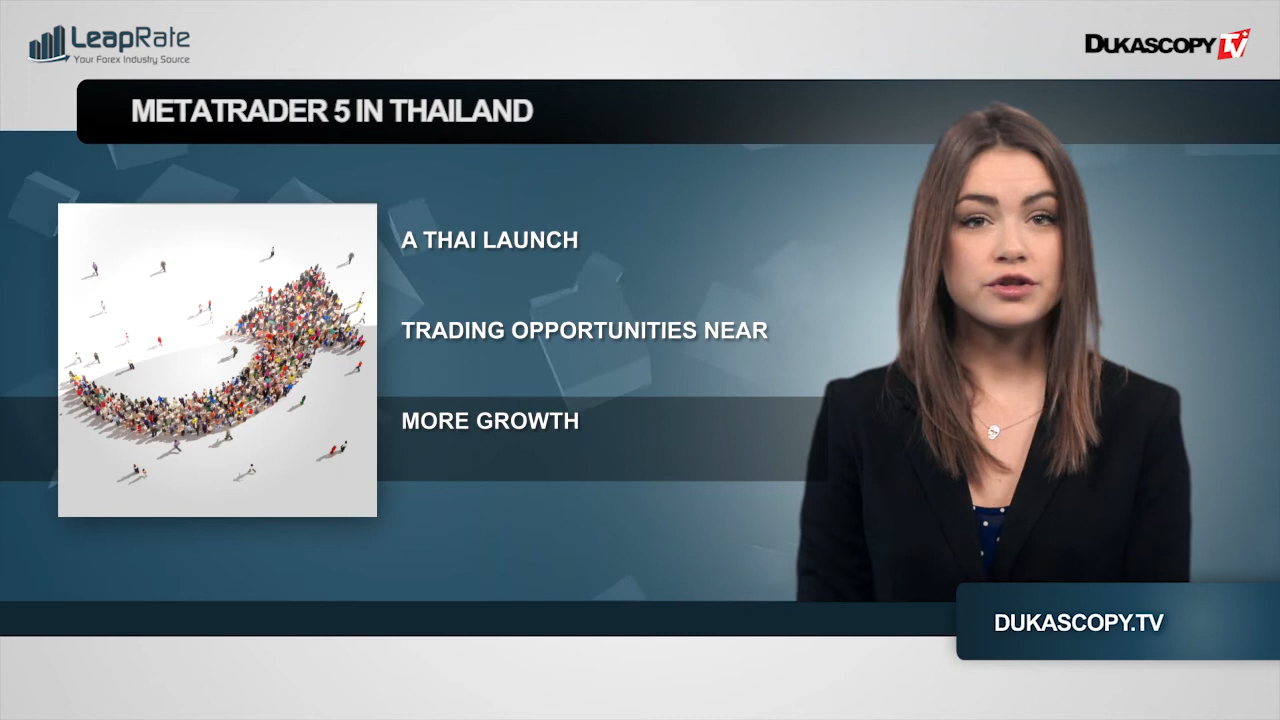 LeapRate
Your Forex Industry Source
DUKASCOPY TV
METATRADER 5 IN THAILAND
A THAI LAUNCH
TRADING OPPORTUNITIES NEAR
MORE GROWTH
DUKASCOPY.TV